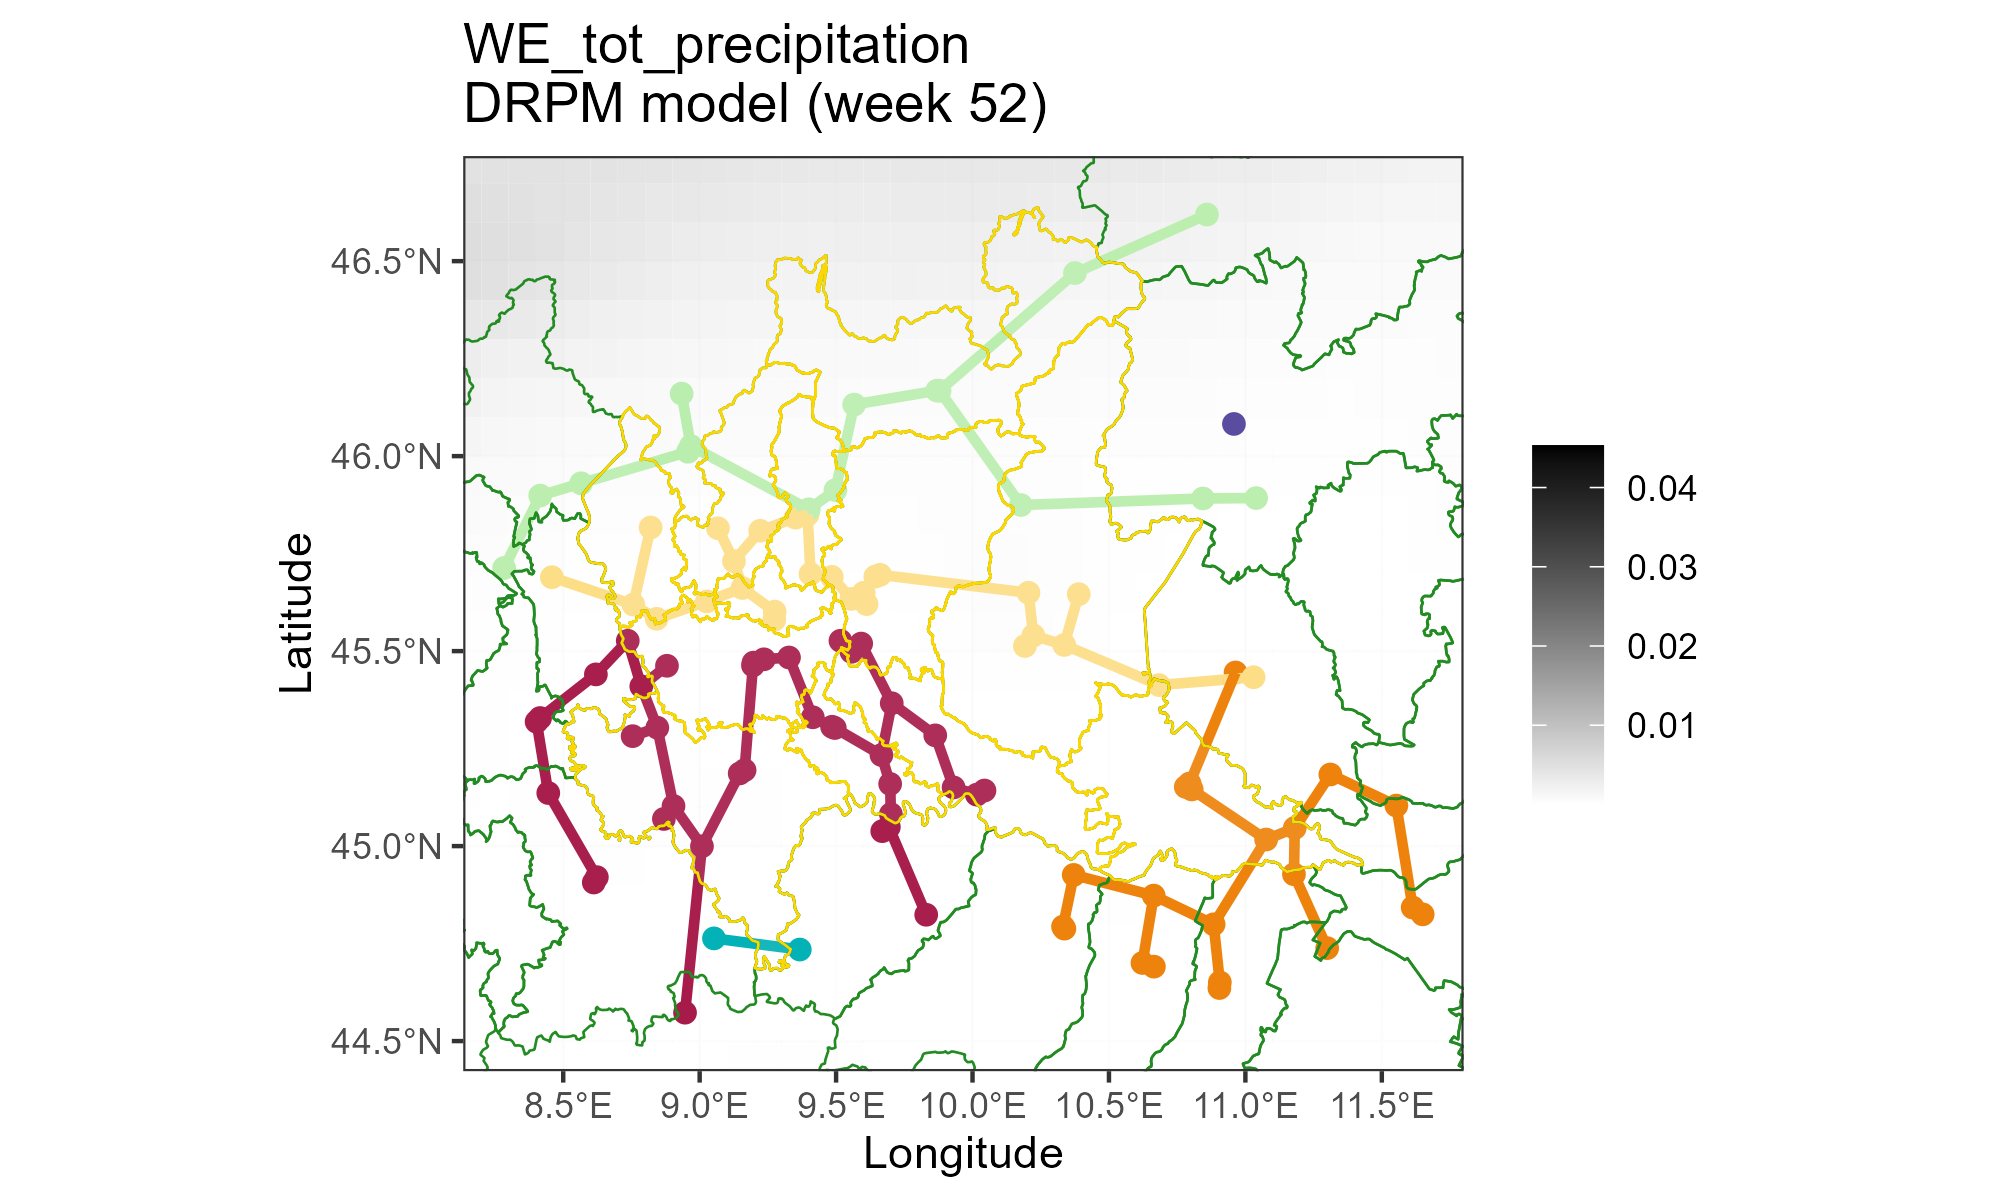 WE_tot_precipitation
DRPM model (week 52)
46.5°N
46.0°N
45.5°N
45.0°N
44.5°N
Latitude
8.5°E 9.0°E 9.5°E 10.0°E 10.5°E 11.0°E 11.5°E
Longitude
0.04
0.03
0.02
0.01